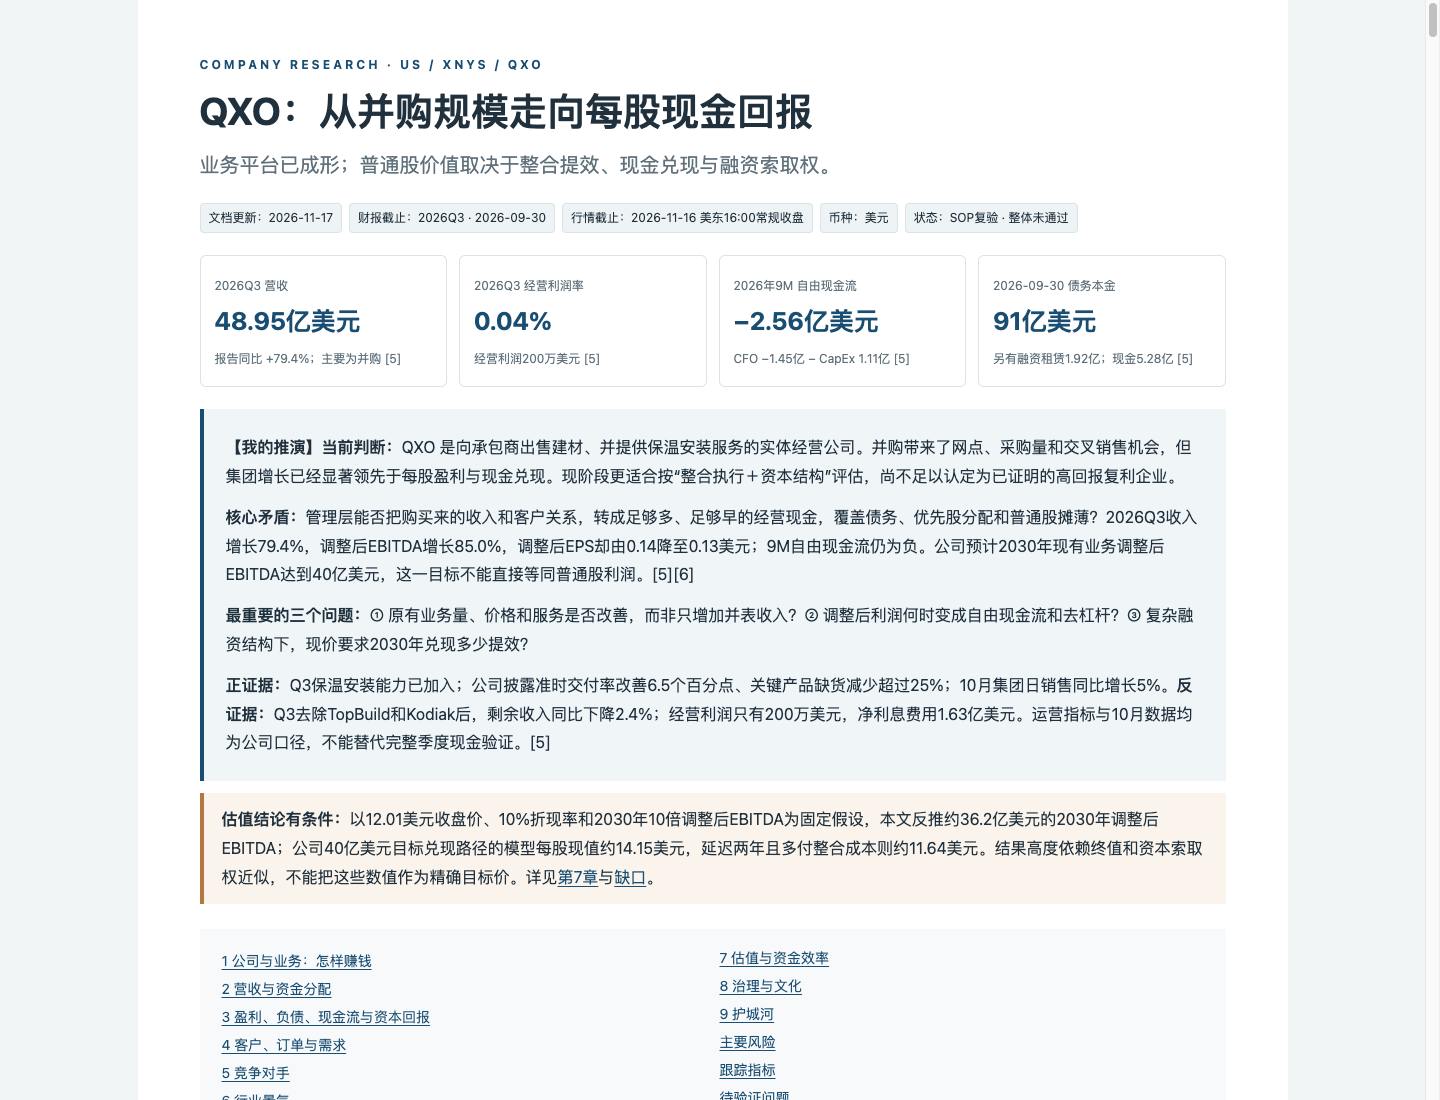 COMPANY RESEARCH · US / XNYS / QXO
QXO：从并购规模走向每股现金回报
业务平台已成形；普通股价值取决于整合提效、现金兑现与融资索取权。
文档更新：2026-11-17
财报截止：2026Q3 · 2026-09-30
行情截止：2026-11-16 美东16:00常规收盘
币种：美元
状态：SOP复验 · 整体未通过
2026Q3 营收
48.95亿美元
报告同比 +79.4%；主要为并购 [5]
2026Q3 经营利润率
0.04%
经营利润200万美元 [5]
2026年9M 自由现金流
−2.56亿美元
CFO −1.45亿 − CapEx 1.11亿 [5]
2026-09-30 债务本金
91亿美元
另有融资租赁1.92亿；现金5.28亿 [5]
【我的推演】当前判断：QXO 是向承包商出售建材、并提供保温安装服务的实体经营公司。并购带来了网点、采购量和交叉销售机会，但
集团增长已经显著领先于每股盈利与现金兑现。现阶段更适合按“整合执行＋资本结构”评估，尚不足以认定为已证明的高回报复利企业。
核心矛盾：管理层能否把购买来的收入和客户关系，转成足够多、足够早的经营现金，覆盖债务、优先股分配和普通股摊薄？2026Q3收入
增长79.4%，调整后EBITDA增长85.0%，调整后EPS却由0.14降至0.13美元；9M自由现金流仍为负。公司预计2030年现有业务调整后
EBITDA达到40亿美元，这一目标不能直接等同普通股利润。[5][6]
最重要的三个问题：① 原有业务量、价格和服务是否改善，而非只增加并表收入？② 调整后利润何时变成自由现金流和去杠杆？③ 复杂融
资结构下，现价要求2030年兑现多少提效？
正证据：Q3保温安装能力已加入；公司披露准时交付率改善6.5个百分点、关键产品缺货减少超过25%；10月集团日销售同比增长5%。反
证据：Q3去除TopBuild和Kodiak后，剩余收入同比下降2.4%；经营利润只有200万美元，净利息费用1.63亿美元。运营指标与10月数据均
为公司口径，不能替代完整季度现金验证。[5]
估值结论有条件：以12.01美元收盘价、10%折现率和2030年10倍调整后EBITDA为固定假设，本文反推约36.2亿美元的2030年调整后
EBITDA；公司40亿美元目标兑现路径的模型每股现值约14.15美元，延迟两年且多付整合成本则约11.64美元。结果高度依赖终值和资本索取
权近似，不能把这些数值作为精确目标价。详见第7章与缺口。
1 公司与业务：怎样赚钱
2 营收与资金分配
3 盈利、负债、现金流与资本回报
4 客户、订单与需求
5 竞争对手
6 行业景气
7 估值与资金效率
8 治理与文化
9 护城河
主要风险
跟踪指标
待验证问题